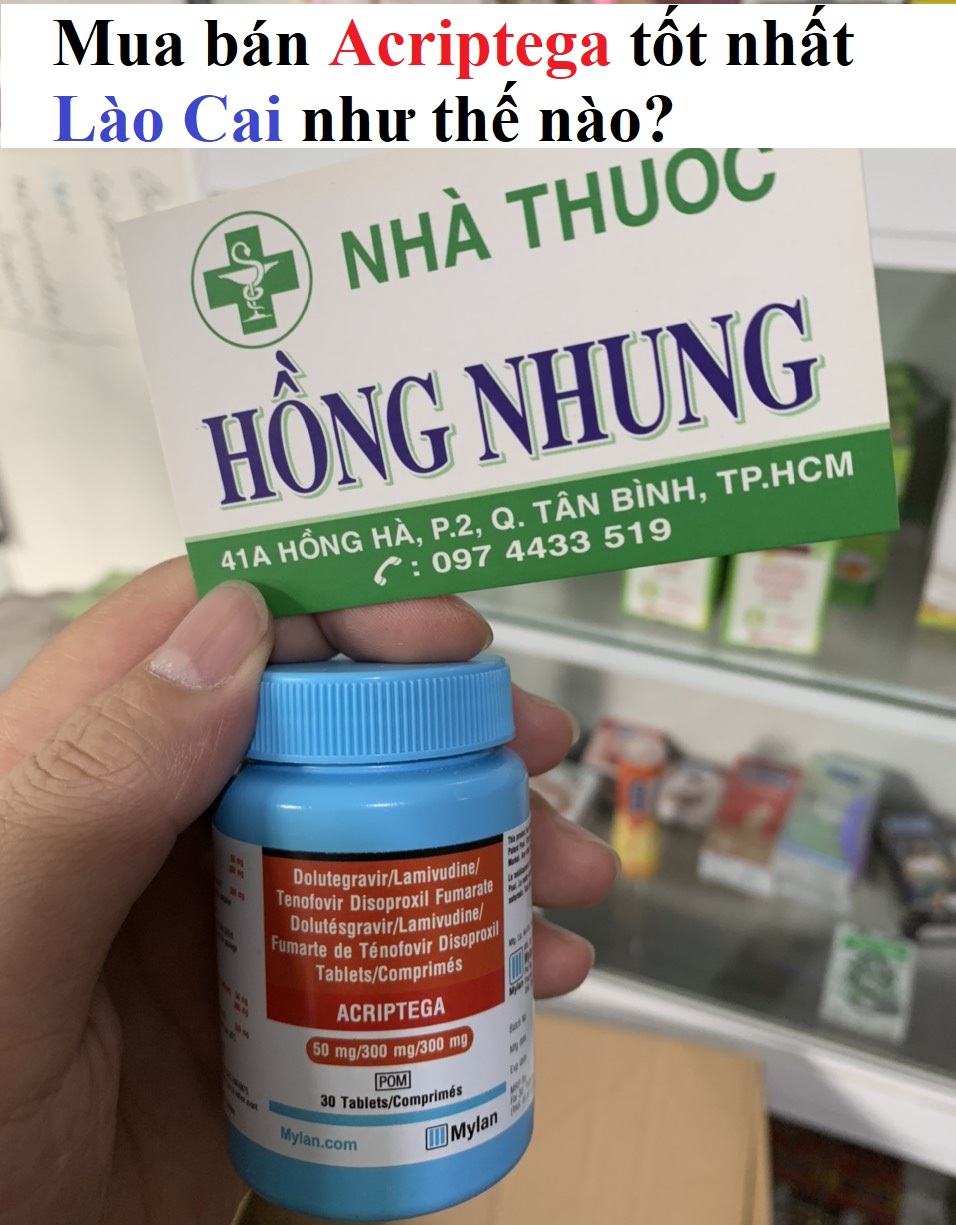 Mua bán Acriptega tốt nhất
Lào Cai như thế nào?
NHÀ THUỐC
HỒNG NHUNG
41A HỒNG HÀ, P.2, Q. TÂN BÌNH, TP.HCM
: 097 4433 519
Dolutegravir/Lamivudine/
Tenofovir Disoproxil Fumarate
Dolutésgravir/Lamivudine/
Fumarte de Ténofovir Disoproxil
Tablets/Comprimés
ACRIPTEGA
50 mg/300 mg/300 mg
POM
30 Tablets/Comprimés
Mylan.com
Mylan